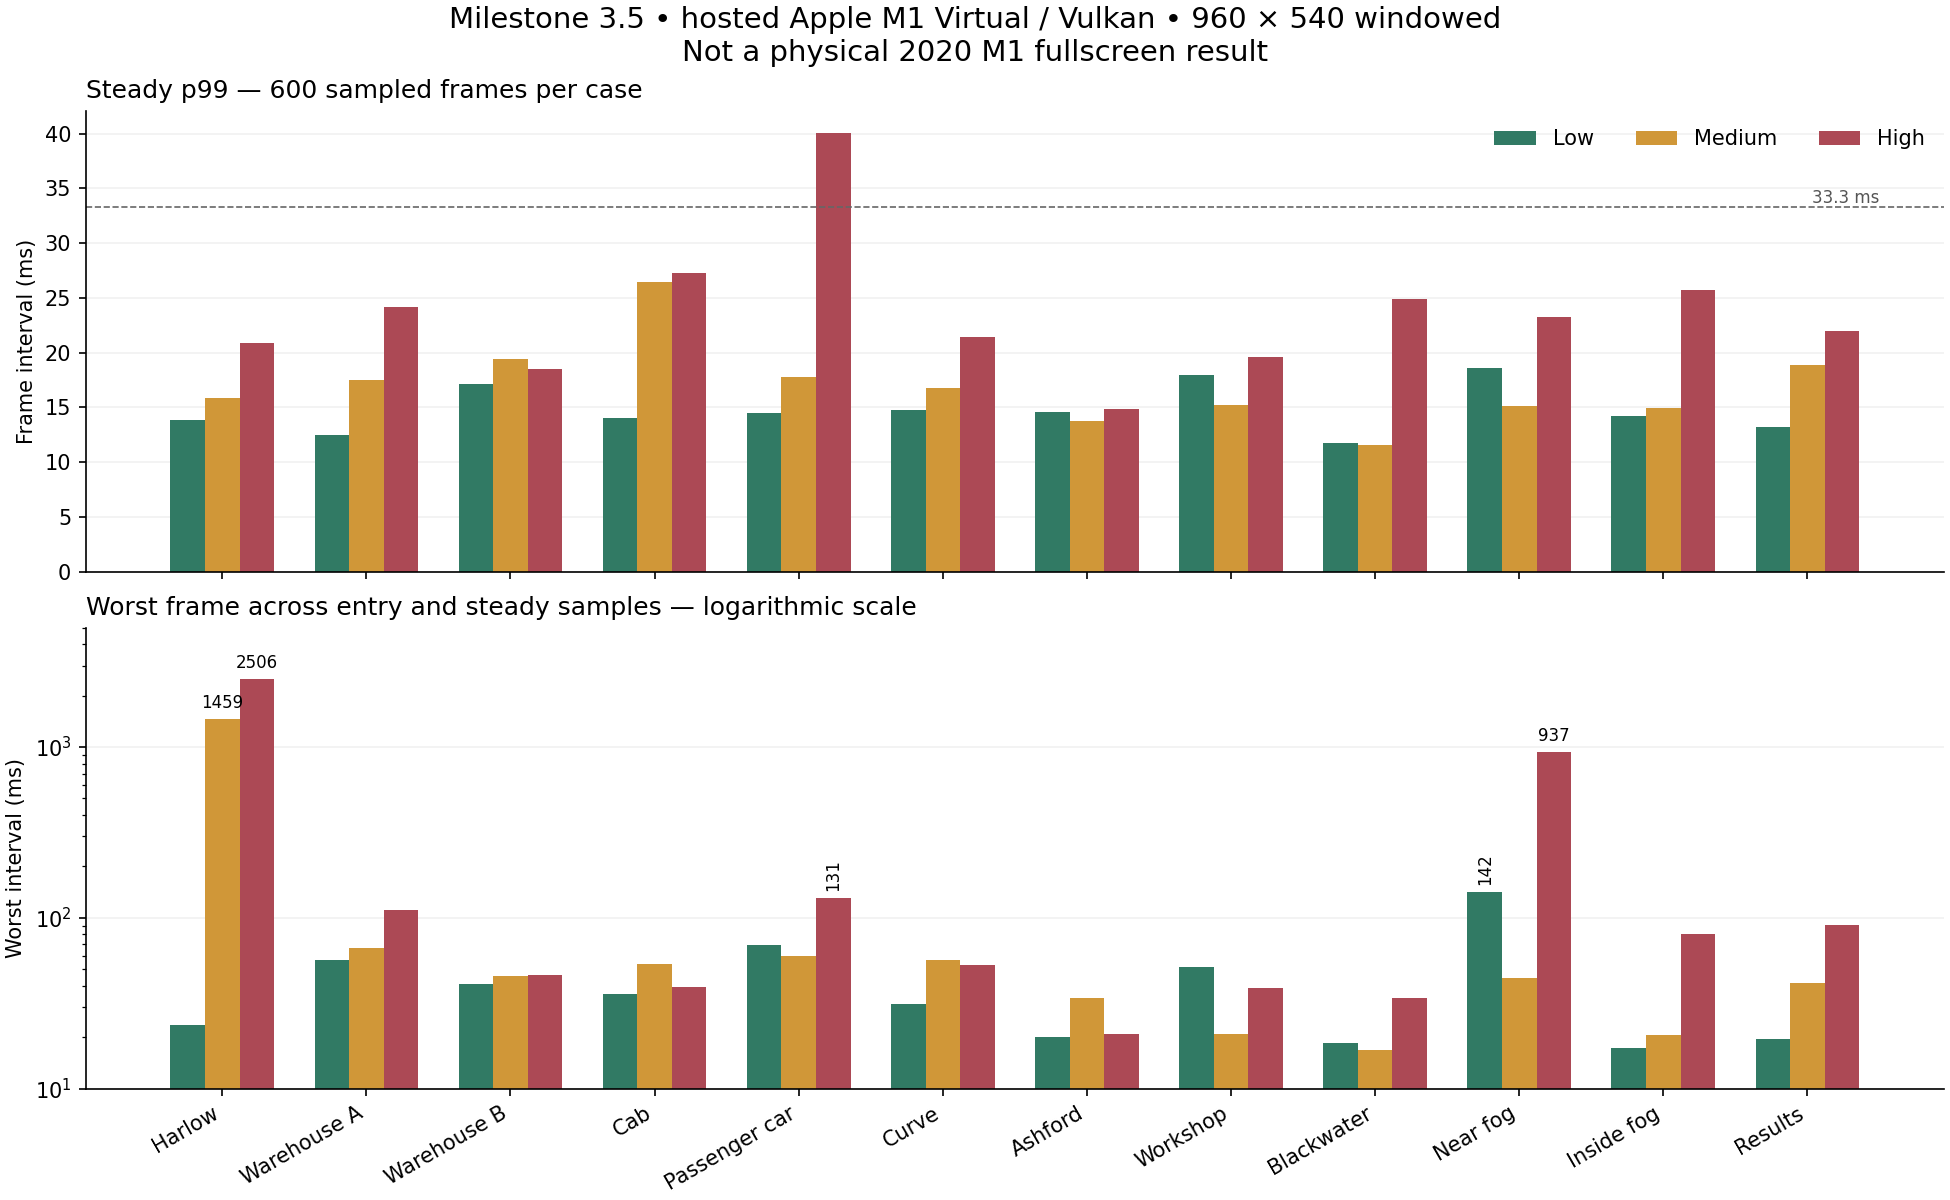 Milestone 3.5 • hosted Apple M1 Virtual / Vulkan • 960 × 540 windowed
Not a physical 2020 M1 fullscreen result
Steady p99 — 600 sampled frames per case
Frame interval (ms)
40
35
30
25
20
15
10
5
0
Low
Medium
High
33.3 ms
Worst frame across entry and steady samples — logarithmic scale
Worst interval (ms)
10³
10²
10¹
1459
2506
131
142
937
Harlow
Warehouse A
Warehouse B
Cab
Passenger car
Curve
Ashford
Workshop
Blackwater
Near fog
Inside fog
Results